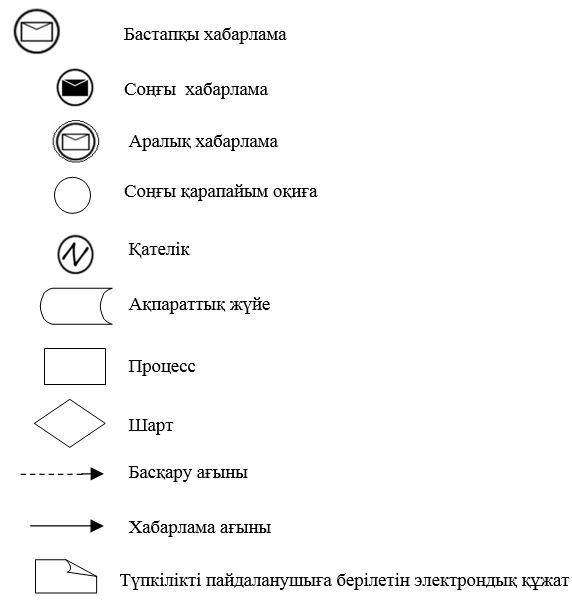 Бастапқы хабарлама
Соңғы хабарлама
Аралық хабарлама
Соңғы қарапайым оқиға
Қателік
Ақпараттық жүйе
Процесс
Шарт
Басқару ағыны
Хабарлама ағыны
Түпкілікті пайдаланушыға берілетін электрондық құжат